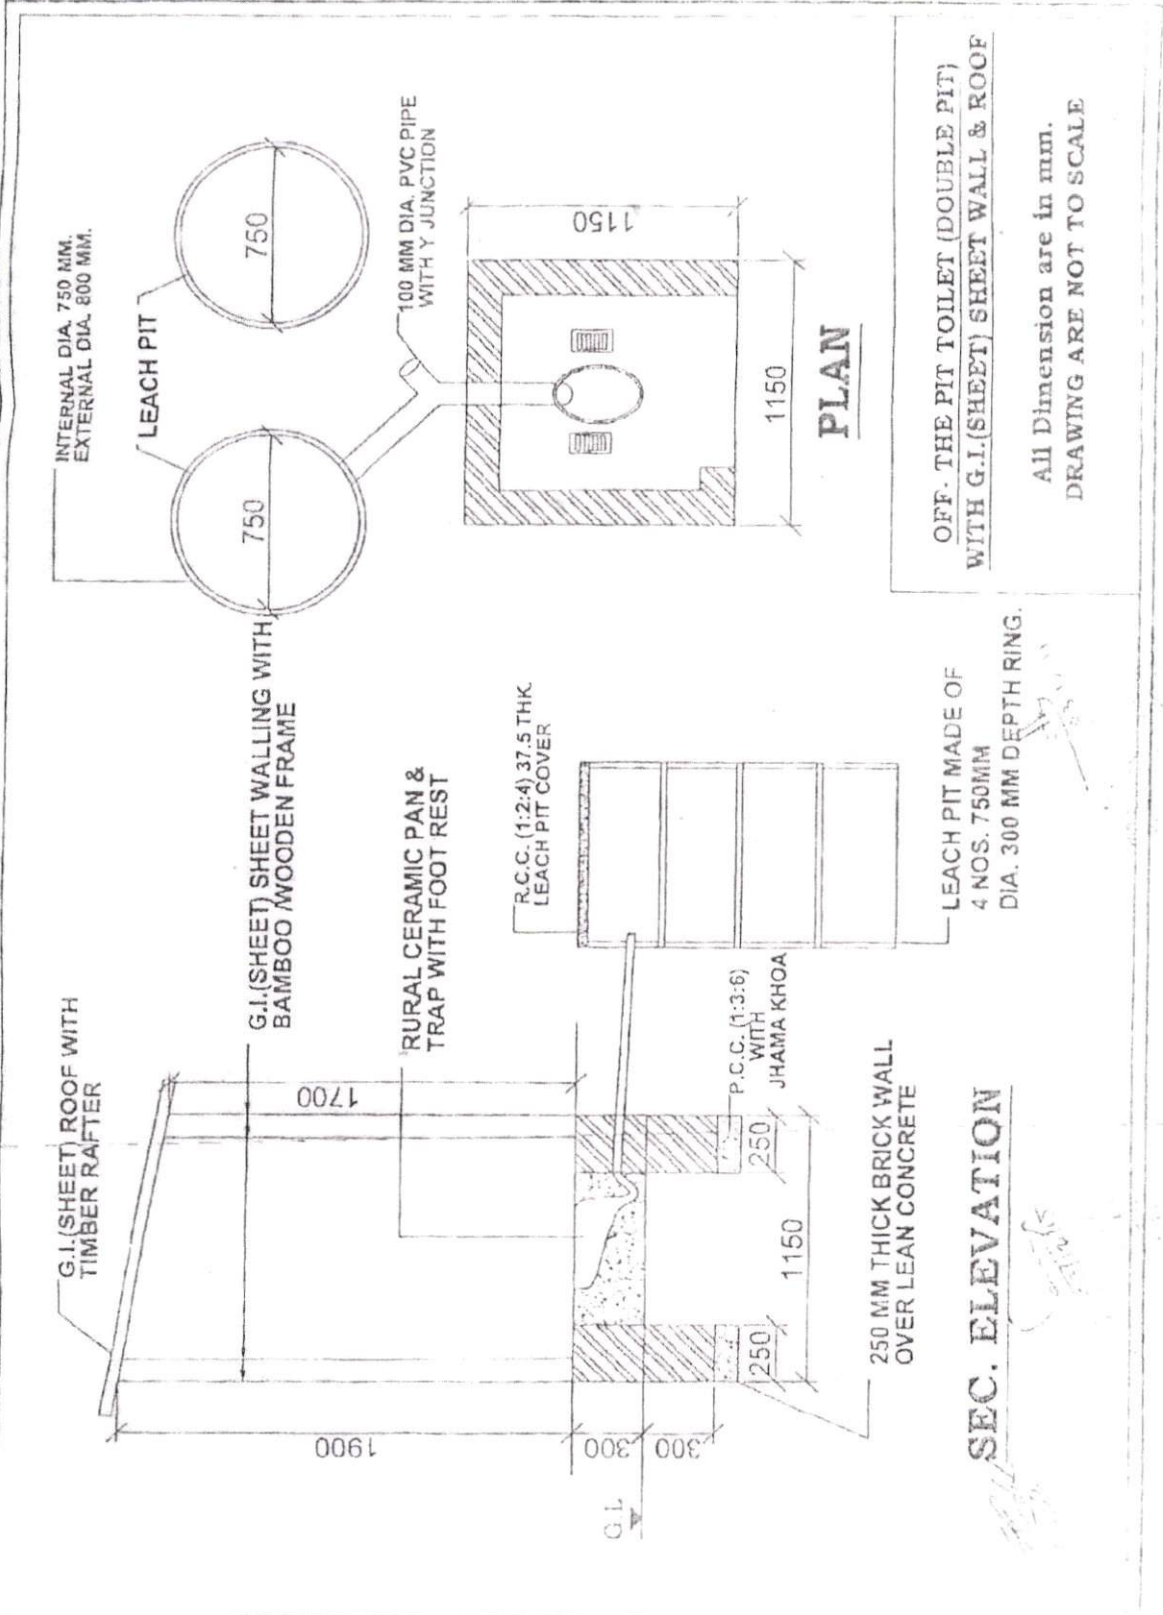 G.I.(SHEET) ROOF WITH
TIMBER RAFTER
G.I.(SHEET) SHEET WALLING WITH
BAMBOO /WOODEN FRAME
RURAL CERAMIC PAN &
TRAP WITH FOOT REST
1700
1900
300
300
G.L
250
250
1150
P.C.C. (1:3:6)
WITH
JHAMA KHOA
250 MM THICK BRICK WALL
OVER LEAN CONCRETE
SEC. ELEVATION
R.C.C. (1:2:4) 37.5 THK.
LEACH PIT COVER
LEACH PIT MADE OF
4 NOS. 750MM
DIA. 300 MM DEPTH RING.
INTERNAL DIA. 750 MM.
EXTERNAL DIA. 800 MM.
LEACH PIT
750
750
100 MM DIA. PVC PIPE
WITH Y JUNCTION
1150
1150
PLAN
OFF- THE PIT TOILET (DOUBLE PIT)
WITH G.I.(SHEET) SHEET WALL & ROOF
All Dimension are in mm.
DRAWING ARE NOT TO SCALE